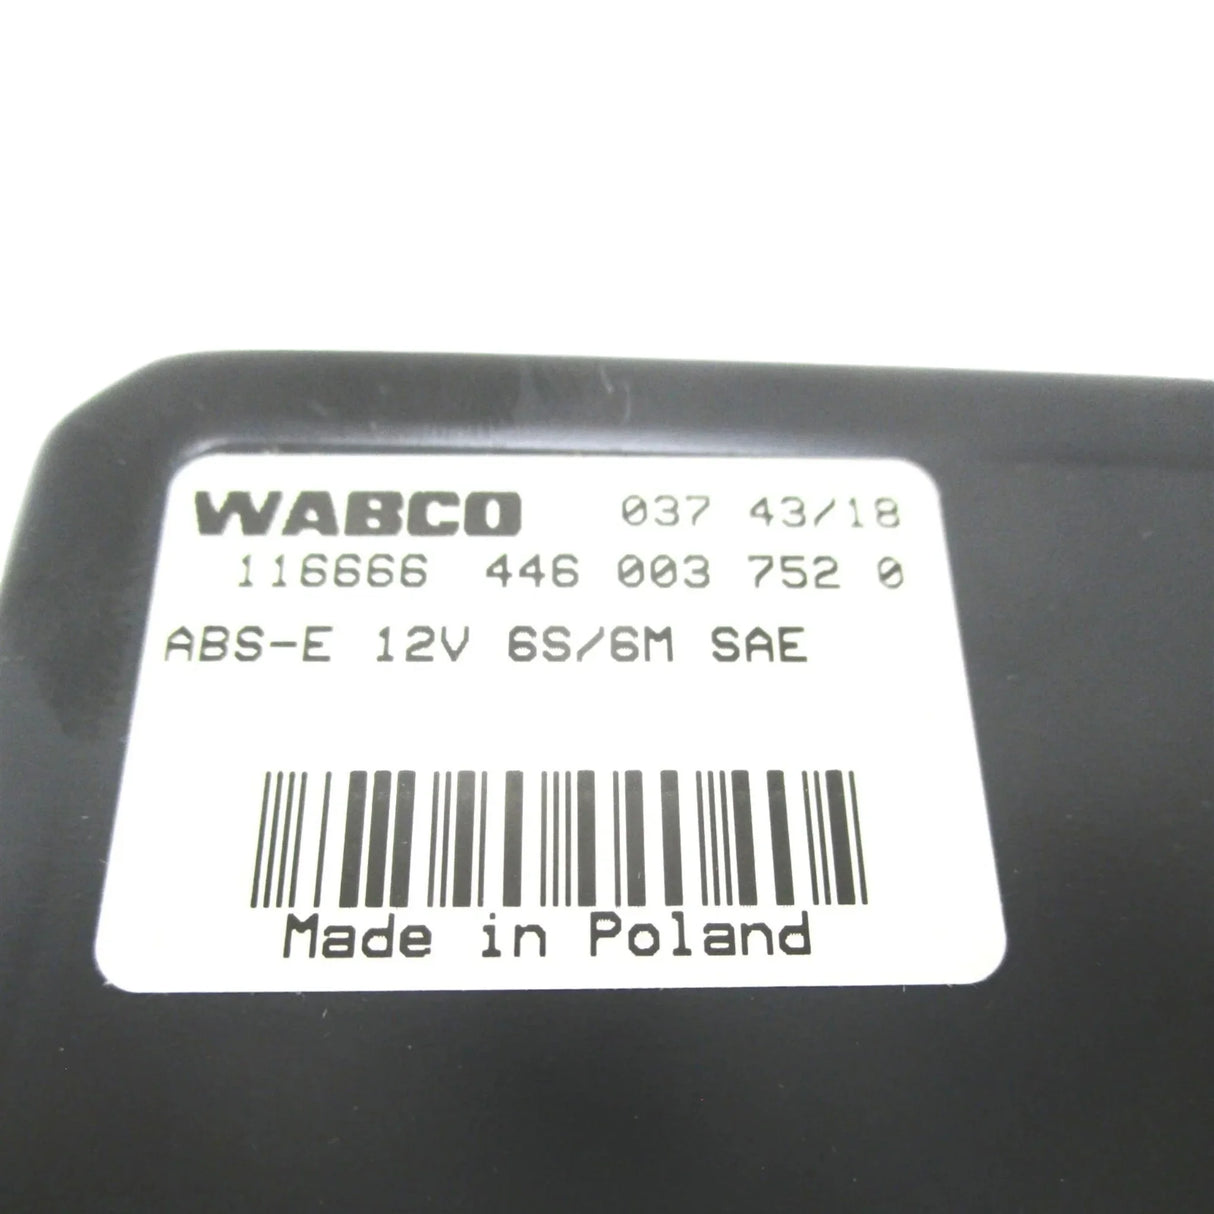 WABCO 037 43/18
116666 446 003 752 0
ABS-E 12V 6S/6M SAE
Made in Poland